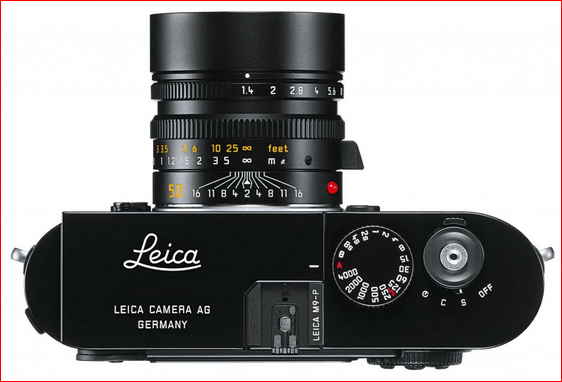 1.4 2 2.8 4 5.6 8
3 3.5 5 6 10 25 ∞ feet
1 1.2 1.5 2 3 5 ∞ m
50 16 11 8 4 2 2 4 8 11 16
Leica
LEICA CAMERA AG
GERMANY
LEICA M9-P
4000
2000
1000
500
C S OFF